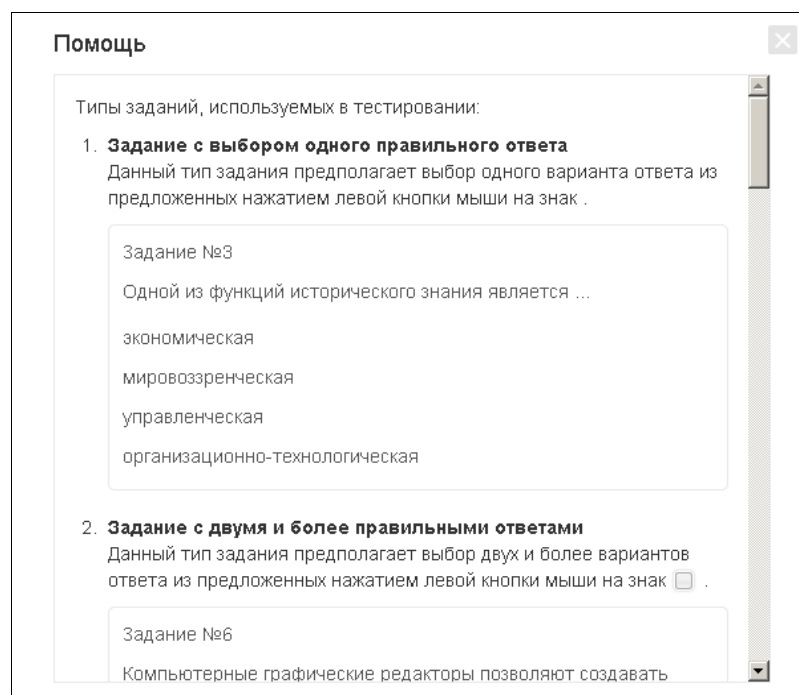 Помощь
Типы заданий, используемых в тестировании:
1. Задание с выбором одного правильного ответа
Данный тип задания предполагает выбор одного варианта ответа из
предложенных нажатием левой кнопки мыши на знак .
Задание №3
Одной из функций исторического знания является ...
экономическая
мировоззренческая
управленческая
организационно-технологическая
2. Задание с двумя и более правильными ответами
Данный тип задания предполагает выбор двух и более вариантов
ответа из предложенных нажатием левой кнопки мыши на знак .
Задание №6
Компьютерные графические редакторы позволяют создавать